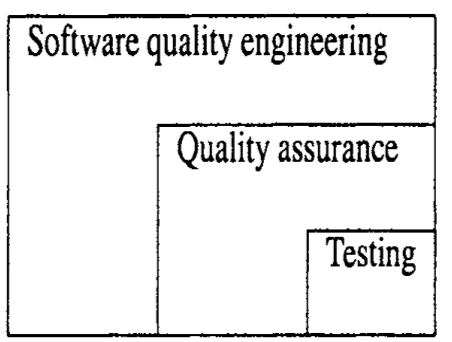 Software quality engineering
Quality assurance
Testing